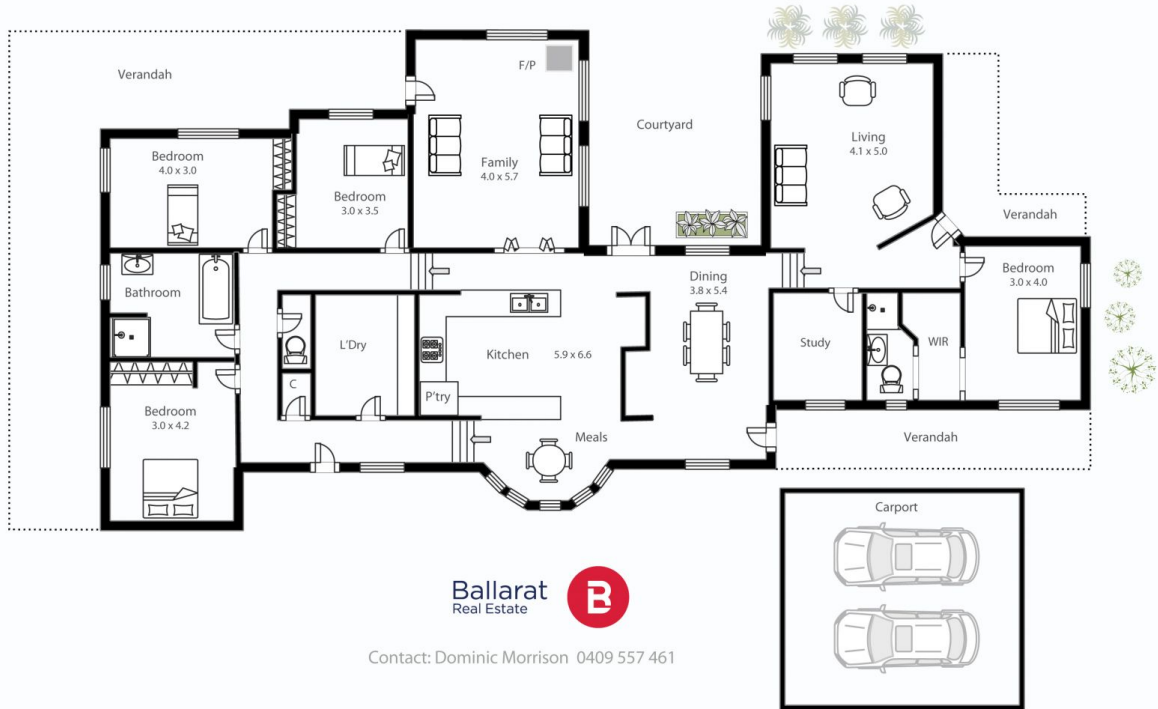 Verandah
F/P
Courtyard
Living
4.1 x 5.0
Bedroom
4.0 x 3.0
Family
4.0 x 5.7
Bedroom
3.0 x 3.5
Verandah
Bathroom
Dining
3.8 x 5.4
Bedroom
3.0 x 4.0
L'Dry
Kitchen 5.9 x 6.6
Study
WIR
C
P'try
Bedroom
3.0 x 4.2
Meals
Verandah
Carport
Ballarat
Real Estate
B
Contact: Dominic Morrison 0409 557 461